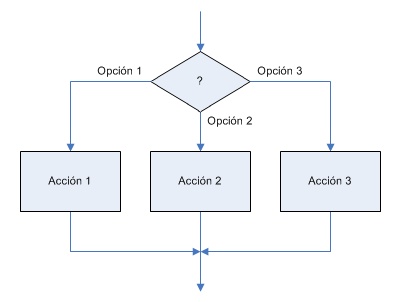 Opción 1
?
Opción 3
Opción 2
Acción 1
Acción 2
Acción 3